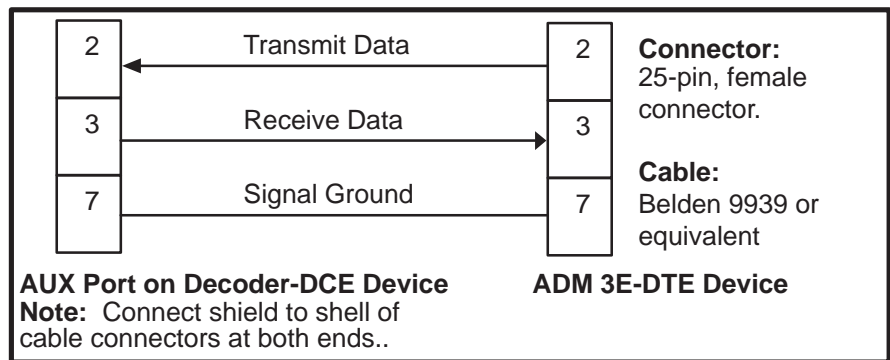 2 Transmit Data 2
3 Receive Data 3
7 Signal Ground 7
Connector:
25-pin, female
connector.
Cable:
Belden 9939 or
equivalent
AUX Port on Decoder-DCE Device
ADM 3E-DTE Device
Note: Connect shield to shell of
cable connectors at both ends..